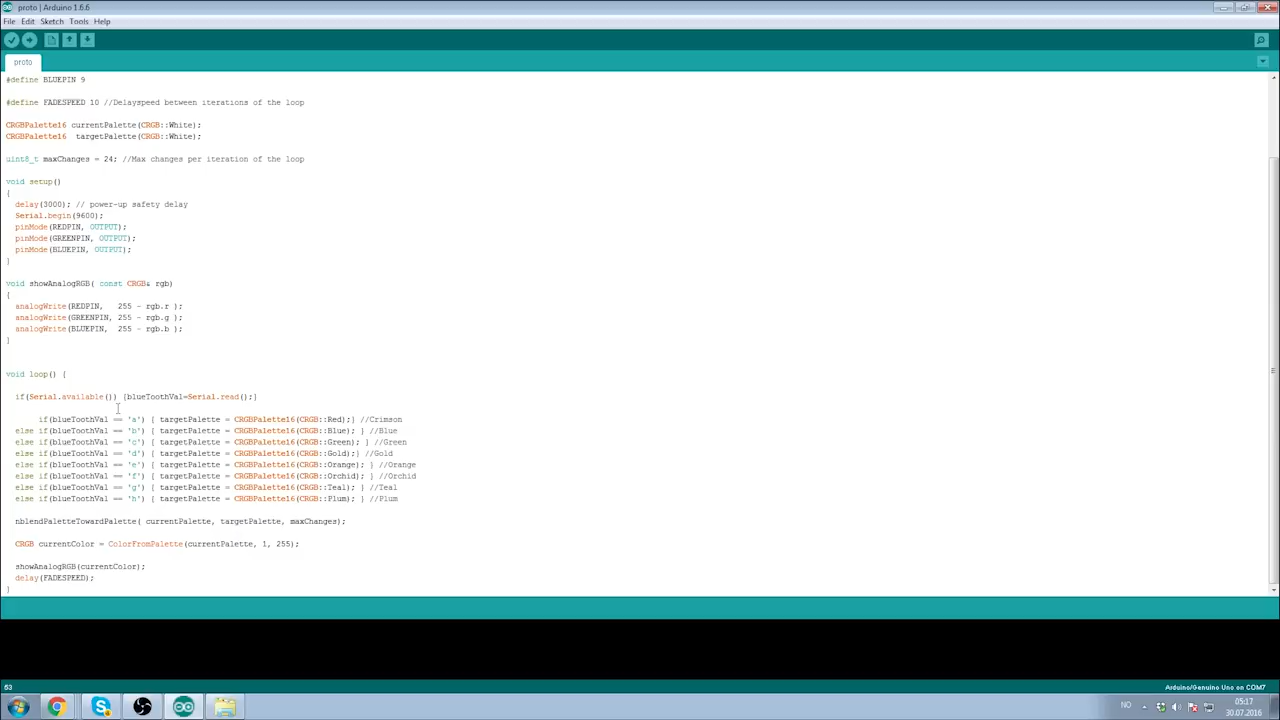 proto | Arduino 1.6.6
File Edit Sketch Tools Help
proto
#define BLUEPIN 9
#define FADESPEED 10 //Delayspeed between iterations of the loop
CRGBPalette16 currentPalette(CRGB::White);
CRGBPalette16 targetPalette(CRGB::White);
uint8_t maxChanges = 24; //Max changes per iteration of the loop
void setup()
{
delay(3000); // power-up safety delay
Serial.begin(9600);
pinMode(REDPIN, OUTPUT);
pinMode(GREENPIN, OUTPUT);
pinMode(BLUEPIN, OUTPUT);
}
void showAnalogRGB( const CRGB& rgb)
{
analogWrite(REDPIN, 255 - rgb.r );
analogWrite(GREENPIN, 255 - rgb.g );
analogWrite(BLUEPIN, 255 - rgb.b );
}
void loop() {
if(Serial.available()) {blueToothVal=Serial.read();}
if(blueToothVal == 'a') { targetPalette = CRGBPalette16(CRGB::Red);} //Crimson
else if(blueToothVal == 'b') { targetPalette = CRGBPalette16(CRGB::Blue); } //Blue
else if(blueToothVal == 'c') { targetPalette = CRGBPalette16(CRGB::Green); } //Green
else if(blueToothVal == 'd') { targetPalette = CRGBPalette16(CRGB::Gold);} //Gold
else if(blueToothVal == 'e') { targetPalette = CRGBPalette16(CRGB::Orange); } //Orange
else if(blueToothVal == 'f') { targetPalette = CRGBPalette16(CRGB::Orchid); } //Orchid
else if(blueToothVal == 'g') { targetPalette = CRGBPalette16(CRGB::Teal); } //Teal
else if(blueToothVal == 'h') { targetPalette = CRGBPalette16(CRGB::Plum); } //Plum
nblendPaletteTowardPalette( currentPalette, targetPalette, maxChanges);
CRGB currentColor = ColorFromPalette(currentPalette, 1, 255);
showAnalogRGB(currentColor);
delay(FADESPEED);
}
53
Arduino/Genuino Uno on COM7
NO
05:17
30.07.2016